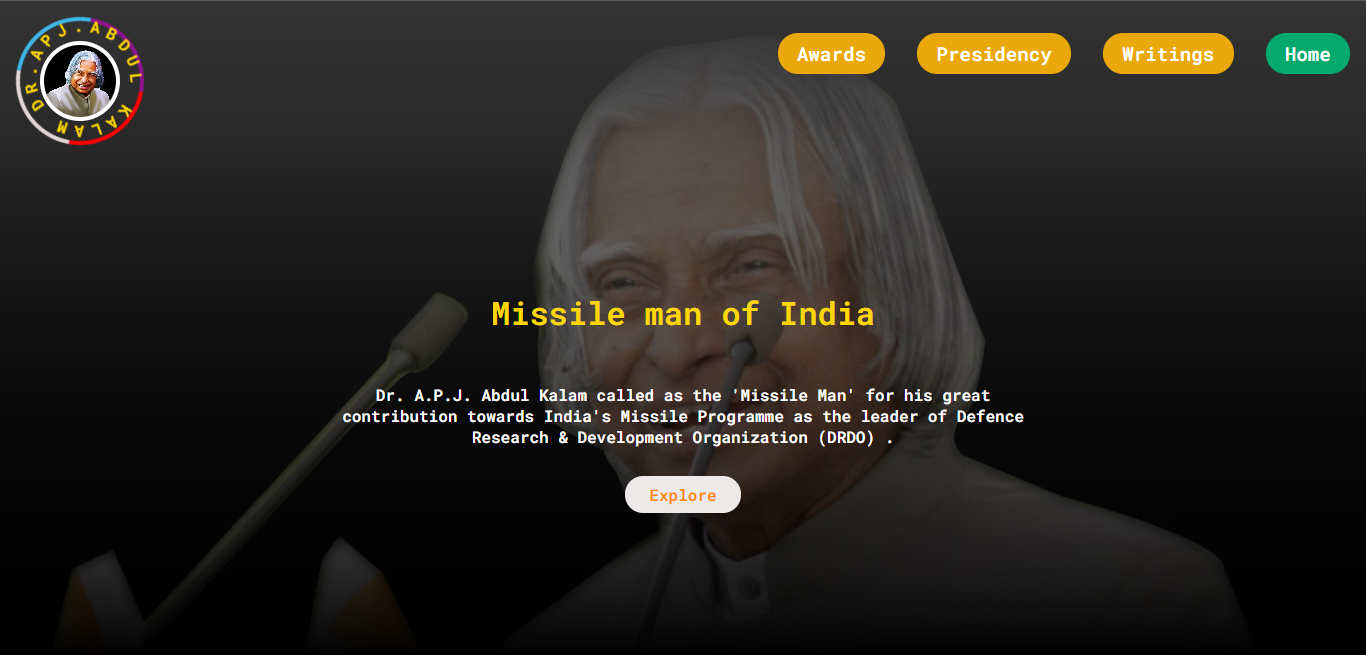 DR. APJ. ABDUL KALAM
Awards
Presidency
Writings
Home
Missile man of India
Dr. A.P.J. Abdul Kalam called as the 'Missile Man' for his great
contribution towards India's Missile Programme as the leader of Defence
Research & Development Organization (DRDO) .
Explore